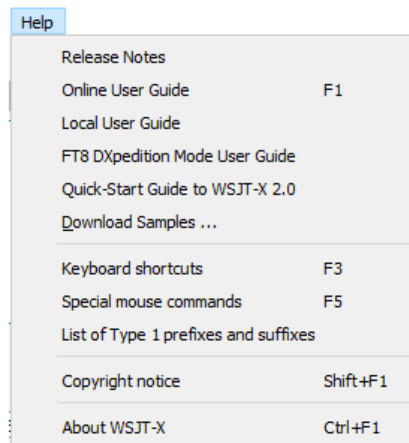 Help
Release Notes
Online User Guide F1
Local User Guide
FT8 DXpedition Mode User Guide
Quick-Start Guide to WSJT-X 2.0
Download Samples ...
Keyboard shortcuts F3
Special mouse commands F5
List of Type 1 prefixes and suffixes
Copyright notice Shift+F1
About WSJT-X Ctrl+F1